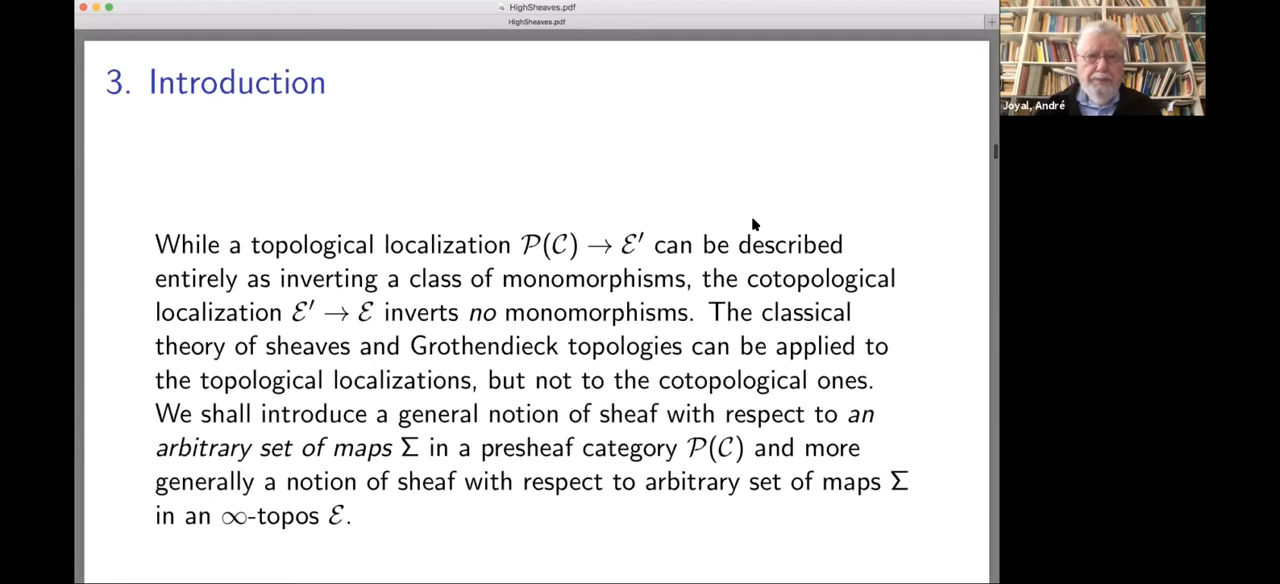 HighSheaves.pdf
HighSheaves.pdf
3. Introduction
While a topological localization 𝒫(𝒞) → ℰ′ can be described
entirely as inverting a class of monomorphisms, the cotopological
localization ℰ′ → ℰ inverts no monomorphisms. The classical
theory of sheaves and Grothendieck topologies can be applied to
the topological localizations, but not to the cotopological ones.
We shall introduce a general notion of sheaf with respect to an
arbitrary set of maps Σ in a presheaf category 𝒫(𝒞) and more
generally a notion of sheaf with respect to arbitrary set of maps Σ
in an ∞-topos ℰ.
Joyal, André